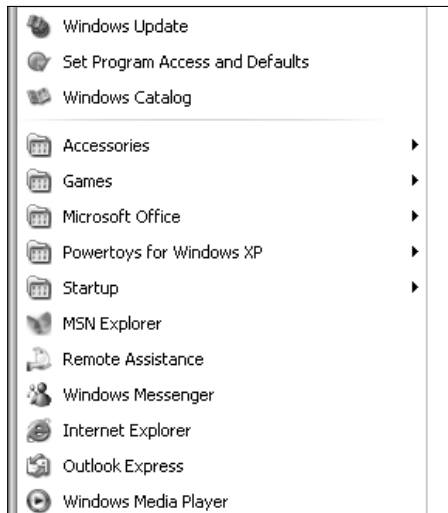 Windows Update
Set Program Access and Defaults
Windows Catalog
Accessories
Games
Microsoft Office
Powertoys for Windows XP
Startup
MSN Explorer
Remote Assistance
Windows Messenger
Internet Explorer
Outlook Express
Windows Media Player